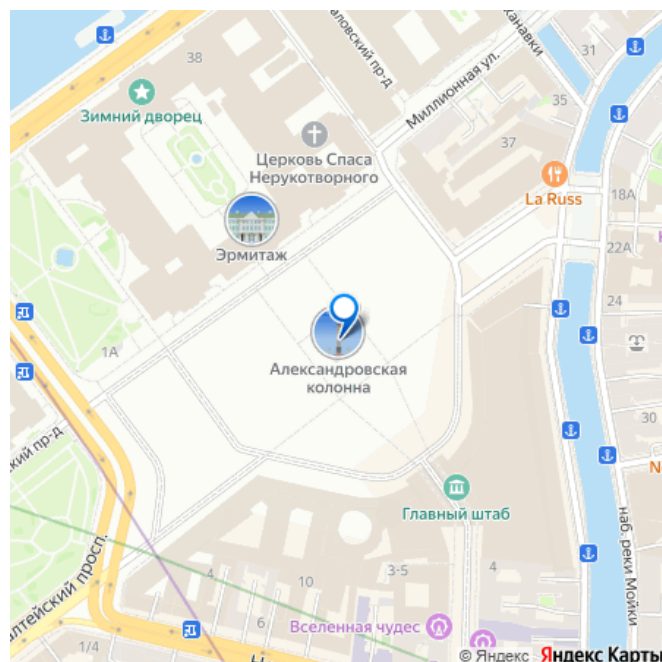 38
Зимний дворец
Миллионная ул.
31
35
37
Церковь Спаса
Нерукотворного
La Russ
18А
22А
Эрмитаж
24
1А
Александровская
колонна
30
N
Главный штаб
наб. реки Мойки
4
10
3-5
4
6
Вселенная чудес
1/4
© Яндекс
Яндекс Карты